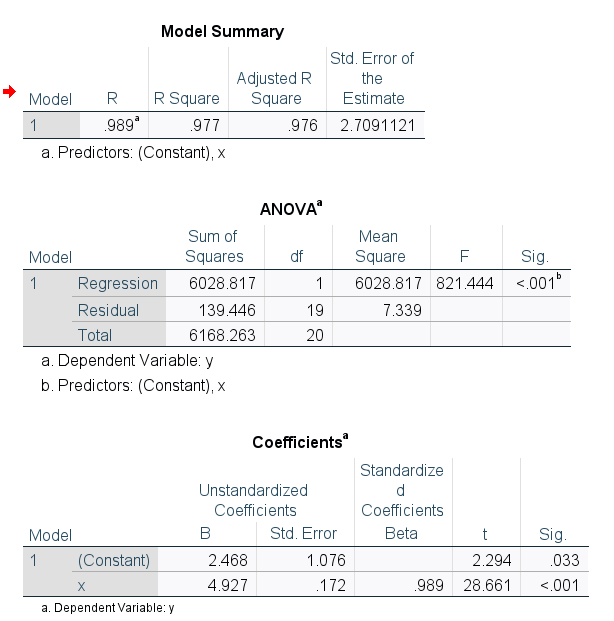 Model Summary
Model R R Square Adjusted R Square Std. Error of the Estimate
1 .989a .977 .976 2.7091121
a. Predictors: (Constant), x
ANOVAa
Model Sum of Squares df Mean Square F Sig.
1 Regression 6028.817 1 6028.817 821.444 <.001b
Residual 139.446 19 7.339
Total 6168.263 20
a. Dependent Variable: y
b. Predictors: (Constant), x
Coefficientsa
Unstandardized Coefficients Standardize d Coefficients
Model B Std. Error Beta t Sig.
1 (Constant) 2.468 1.076 2.294 .033
x 4.927 .172 .989 28.661 <.001
a. Dependent Variable: y